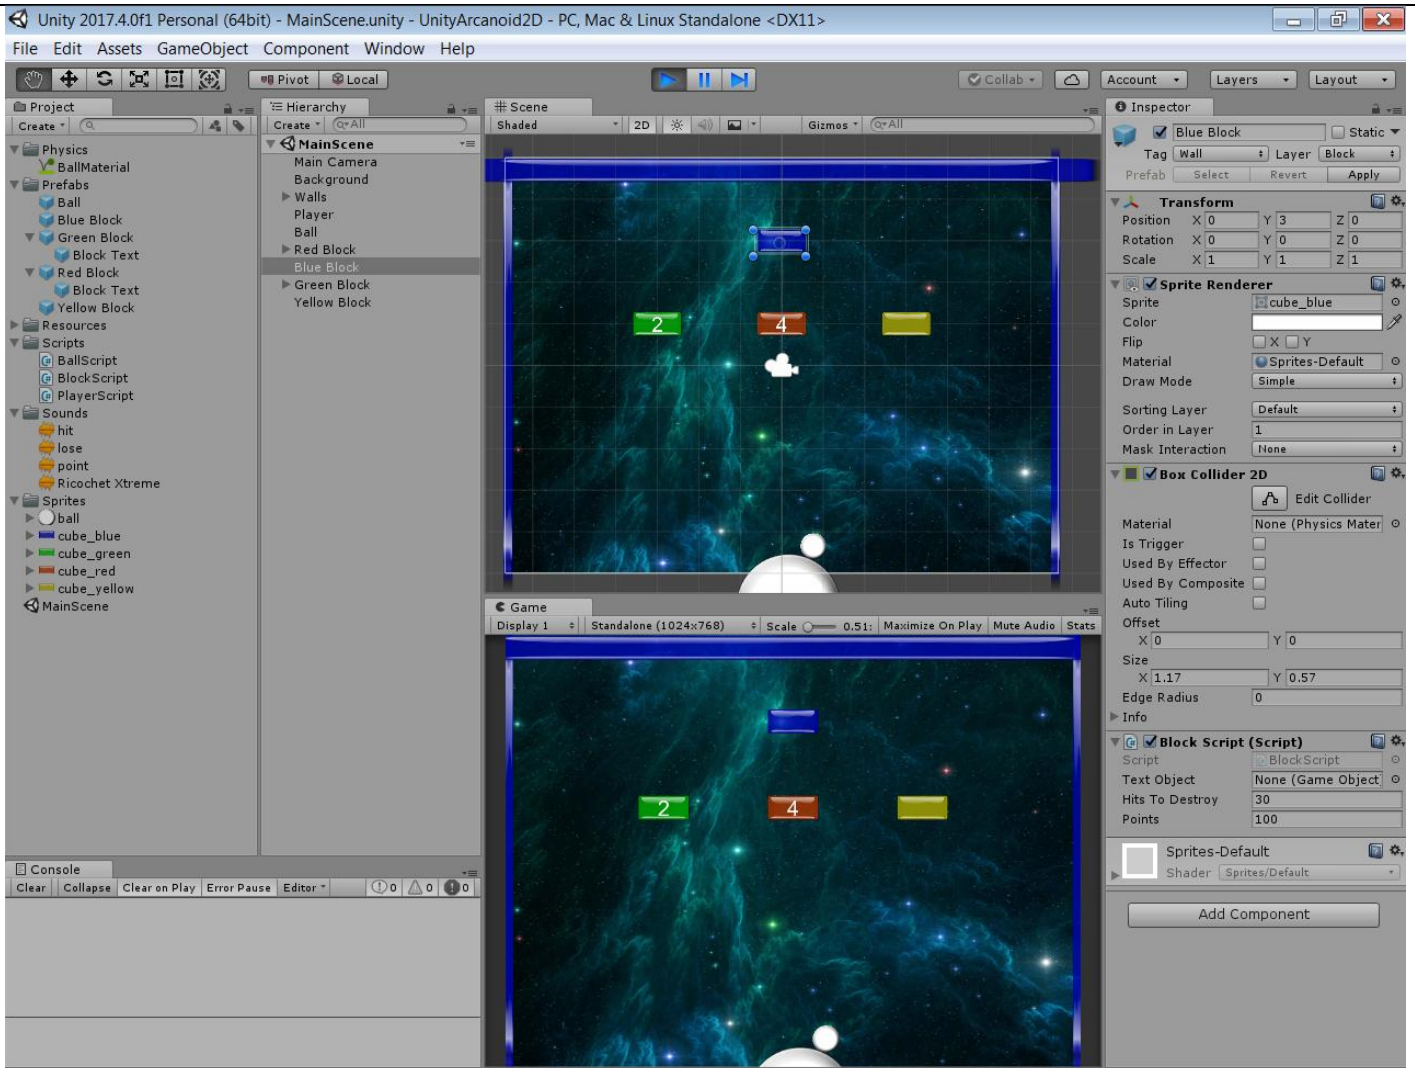 Unity 2017.4.0f1 Personal (64bit) - MainScene.unity - UnityArcanoid2D - PC, Mac & Linux Standalone <DX11>
File Edit Assets GameObject Component Window Help
Pivot Local Collab Account Layers Layout
Project
Create
Physics
BallMaterial
Prefabs
Ball
Blue Block
Green Block
Block Text
Red Block
Block Text
Yellow Block
Resources
Scripts
BallScript
BlockScript
PlayerScript
Sounds
hit
lose
point
Ricochet Xtreme
Sprites
ball
cube_blue
cube_green
cube_red
cube_yellow
MainScene
Hierarchy
Create All
MainScene
Main Camera
Background
Walls
Player
Ball
Red Block
Blue Block
Green Block
Yellow Block
Scene
Shaded 2D Gizmos All
2 4
Game
Display 1 Standalone (1024x768) Scale 0.51: Maximize On Play Mute Audio Stats
2 4
Inspector
Blue Block Static
Tag Wall Layer Block
Prefab Select Revert Apply
Transform
Position X 0 Y 3 Z 0
Rotation X 0 Y 0 Z 0
Scale X 1 Y 1 Z 1
Sprite Renderer
Sprite cube_blue
Color
Flip X Y
Material Sprites-Default
Draw Mode Simple
Sorting Layer Default
Order in Layer 1
Mask Interaction None
Box Collider 2D
Edit Collider
Material None (Physics Mater
Is Trigger
Used By Effector
Used By Composite
Auto Tiling
Offset
X 0 Y 0
Size
X 1.17 Y 0.57
Edge Radius 0
Info
Block Script (Script)
Script BlockScript
Text Object None (Game Object)
Hits To Destroy 30
Points 100
Sprites-Default
Shader Sprites/Default
Add Component
Console
Clear Collapse Clear on Play Error Pause Editor 0 0 0